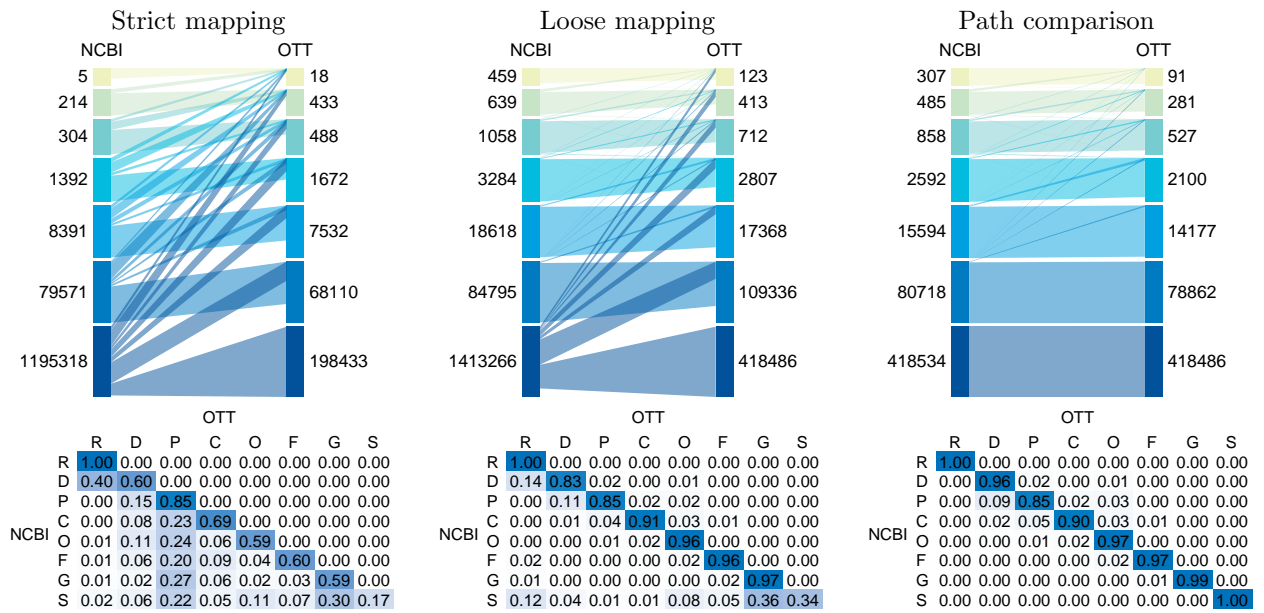 Strict mapping
NCBI OTT
5 18
214 433
304 488
1392 1672
8391 7532
79571 68110
1195318 198433
OTT
R D P C O F G S
R 1.00 0.00 0.00 0.00 0.00 0.00 0.00 0.00
D 0.40 0.60 0.00 0.00 0.00 0.00 0.00 0.00
P 0.00 0.15 0.85 0.00 0.00 0.00 0.00 0.00
C 0.00 0.08 0.23 0.69 0.00 0.00 0.00 0.00
NCBI
O 0.01 0.11 0.24 0.06 0.59 0.00 0.00 0.00
F 0.01 0.06 0.20 0.09 0.04 0.60 0.00 0.00
G 0.01 0.02 0.27 0.06 0.02 0.03 0.59 0.00
S 0.02 0.06 0.22 0.05 0.11 0.07 0.30 0.17
Loose mapping
NCBI OTT
459 123
639 413
1058 712
3284 2807
18618 17368
84795 109336
1413266 418486
OTT
R D P C O F G S
R 1.00 0.00 0.00 0.00 0.00 0.00 0.00 0.00
D 0.14 0.83 0.02 0.00 0.01 0.00 0.00 0.00
P 0.00 0.11 0.85 0.02 0.02 0.00 0.00 0.00
C 0.00 0.01 0.04 0.91 0.03 0.01 0.00 0.00
NCBI
O 0.00 0.00 0.01 0.02 0.96 0.00 0.00 0.00
F 0.02 0.00 0.00 0.00 0.02 0.96 0.00 0.00
G 0.01 0.00 0.00 0.00 0.00 0.02 0.97 0.00
S 0.12 0.04 0.01 0.01 0.08 0.05 0.36 0.34
Path comparison
NCBI OTT
307 91
485 281
858 527
2592 2100
15594 14177
80718 78862
418534 418486
OTT
R D P C O F G S
R 1.00 0.00 0.00 0.00 0.00 0.00 0.00 0.00
D 0.00 0.96 0.02 0.00 0.01 0.00 0.00 0.00
P 0.00 0.09 0.85 0.02 0.03 0.00 0.00 0.00
C 0.00 0.02 0.05 0.90 0.03 0.01 0.00 0.00
NCBI
O 0.00 0.00 0.01 0.02 0.97 0.00 0.00 0.00
F 0.00 0.00 0.00 0.00 0.02 0.97 0.00 0.00
G 0.00 0.00 0.00 0.00 0.00 0.01 0.99 0.00
S 0.00 0.00 0.00 0.00 0.00 0.00 0.00 1.00